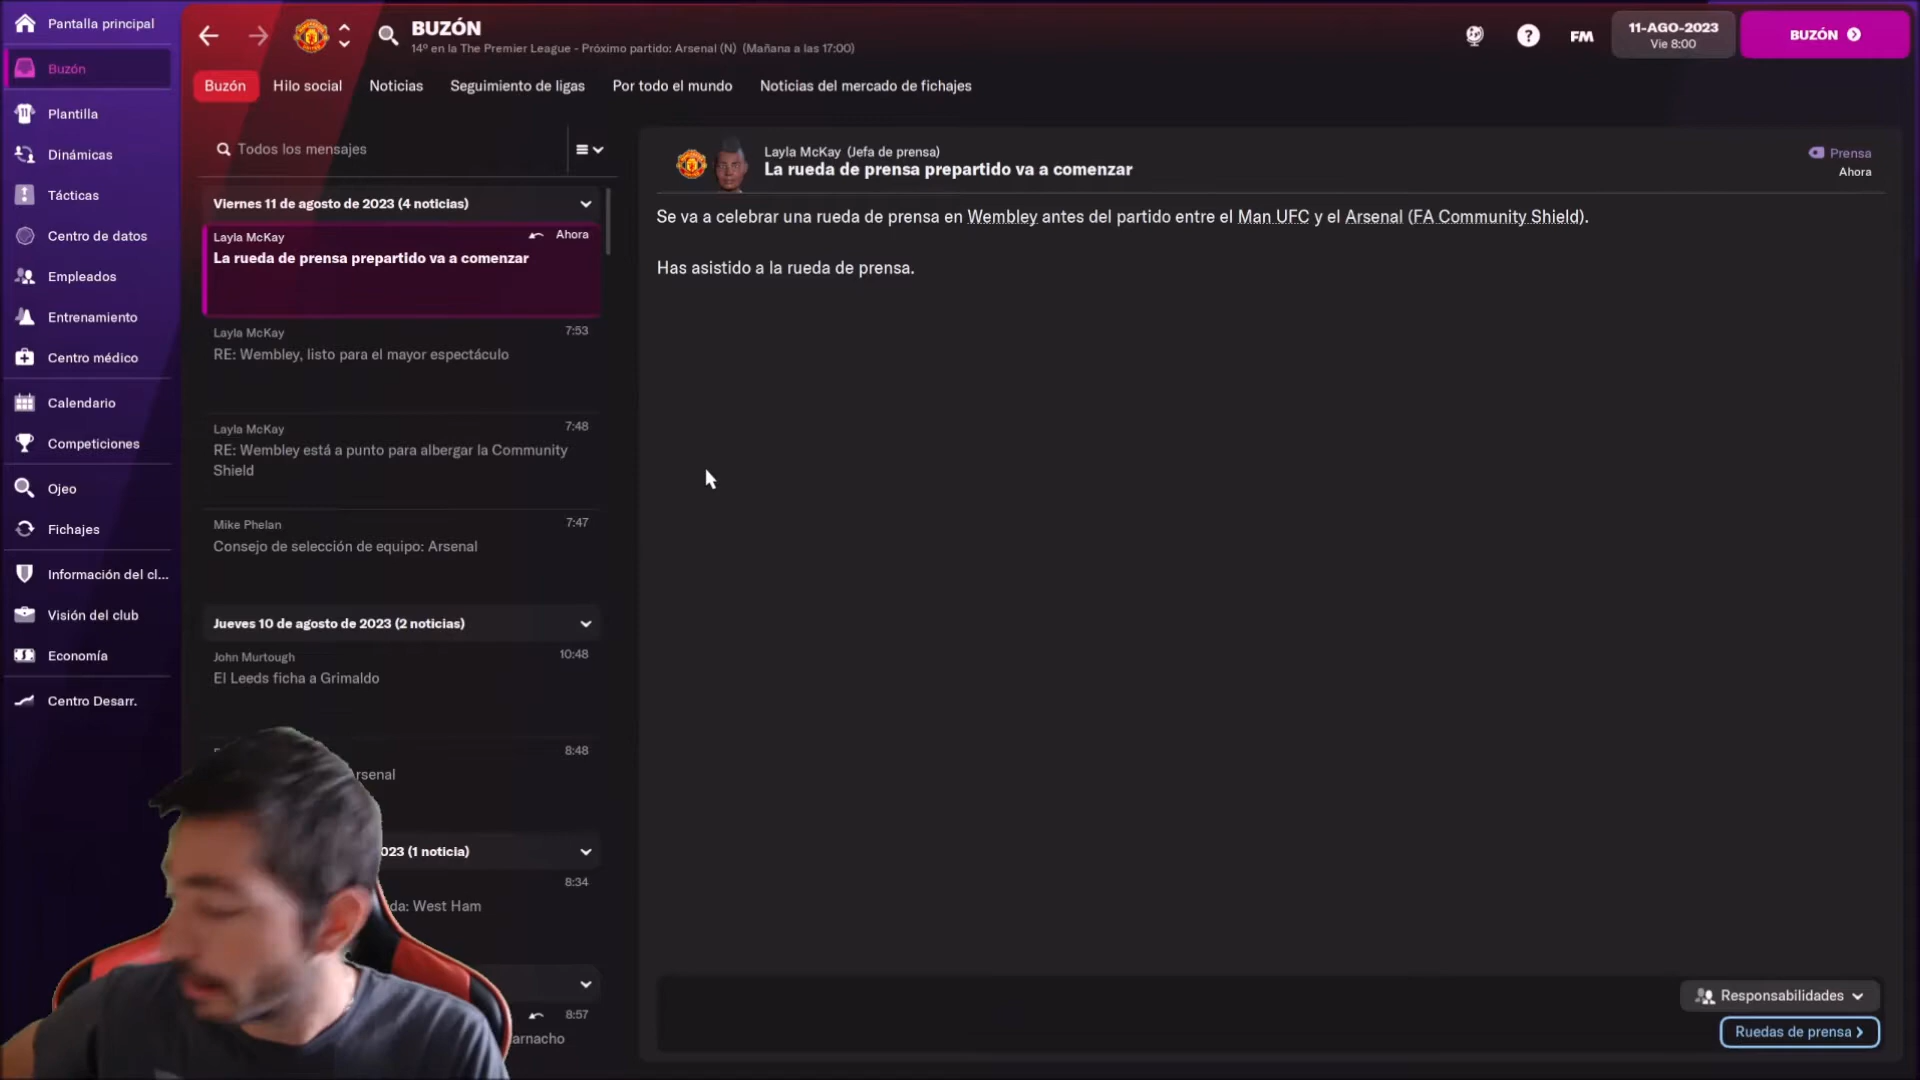 Pantalla principal
Buzón
Plantilla
Dinámicas
Tácticas
Centro de datos
Empleados
Entrenamiento
Centro médico
Calendario
Competiciones
Ojeo
Fichajes
Información del cl...
Visión del club
Economía
Centro Desarr.
BUZÓN
14º en la The Premier League - Próximo partido: Arsenal (N) (Mañana a las 17:00)
FM
11-AGO-2023
Vie 8:00
BUZÓN
Buzón
Hilo social
Noticias
Seguimiento de ligas
Por todo el mundo
Noticias del mercado de fichajes
Todos los mensajes
Viernes 11 de agosto de 2023 (4 noticias)
Layla McKay
Ahora
La rueda de prensa prepartido va a comenzar
Layla McKay
7:53
RE: Wembley, listo para el mayor espectáculo
Layla McKay
7:48
RE: Wembley está a punto para albergar la Community
Shield
Mike Phelan
7:47
Consejo de selección de equipo: Arsenal
Jueves 10 de agosto de 2023 (2 noticias)
John Murtough
10:48
El Leeds ficha a Grimaldo
8:48
rsenal
023 (1 noticia)
8:34
da: West Ham
8:57
arnacho
Layla McKay (Jefa de prensa)
La rueda de prensa prepartido va a comenzar
Prensa
Ahora
Se va a celebrar una rueda de prensa en Wembley antes del partido entre el Man UFC y el Arsenal (FA Community Shield).
Has asistido a la rueda de prensa.
Responsabilidades
Ruedas de prensa